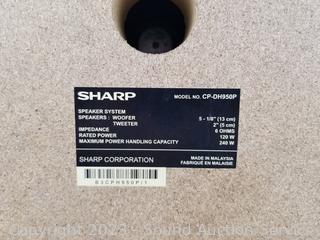 SHARP MODEL NO. CP-DH950P
SPEAKER SYSTEM
SPEAKERS : WOOFER 5 - 1/8" (13 cm)
TWEETER 2" (5 cm)
IMPEDANCE 6 OHMS
RATED POWER 120 W
MAXIMUM POWER HANDLING CAPACITY 240 W
SHARP CORPORATION MADE IN MALAYSIA
FABRIQUÉ EN MALAISIE
B3CPH950P/1
Copyright 2023 - Sound Auction Service